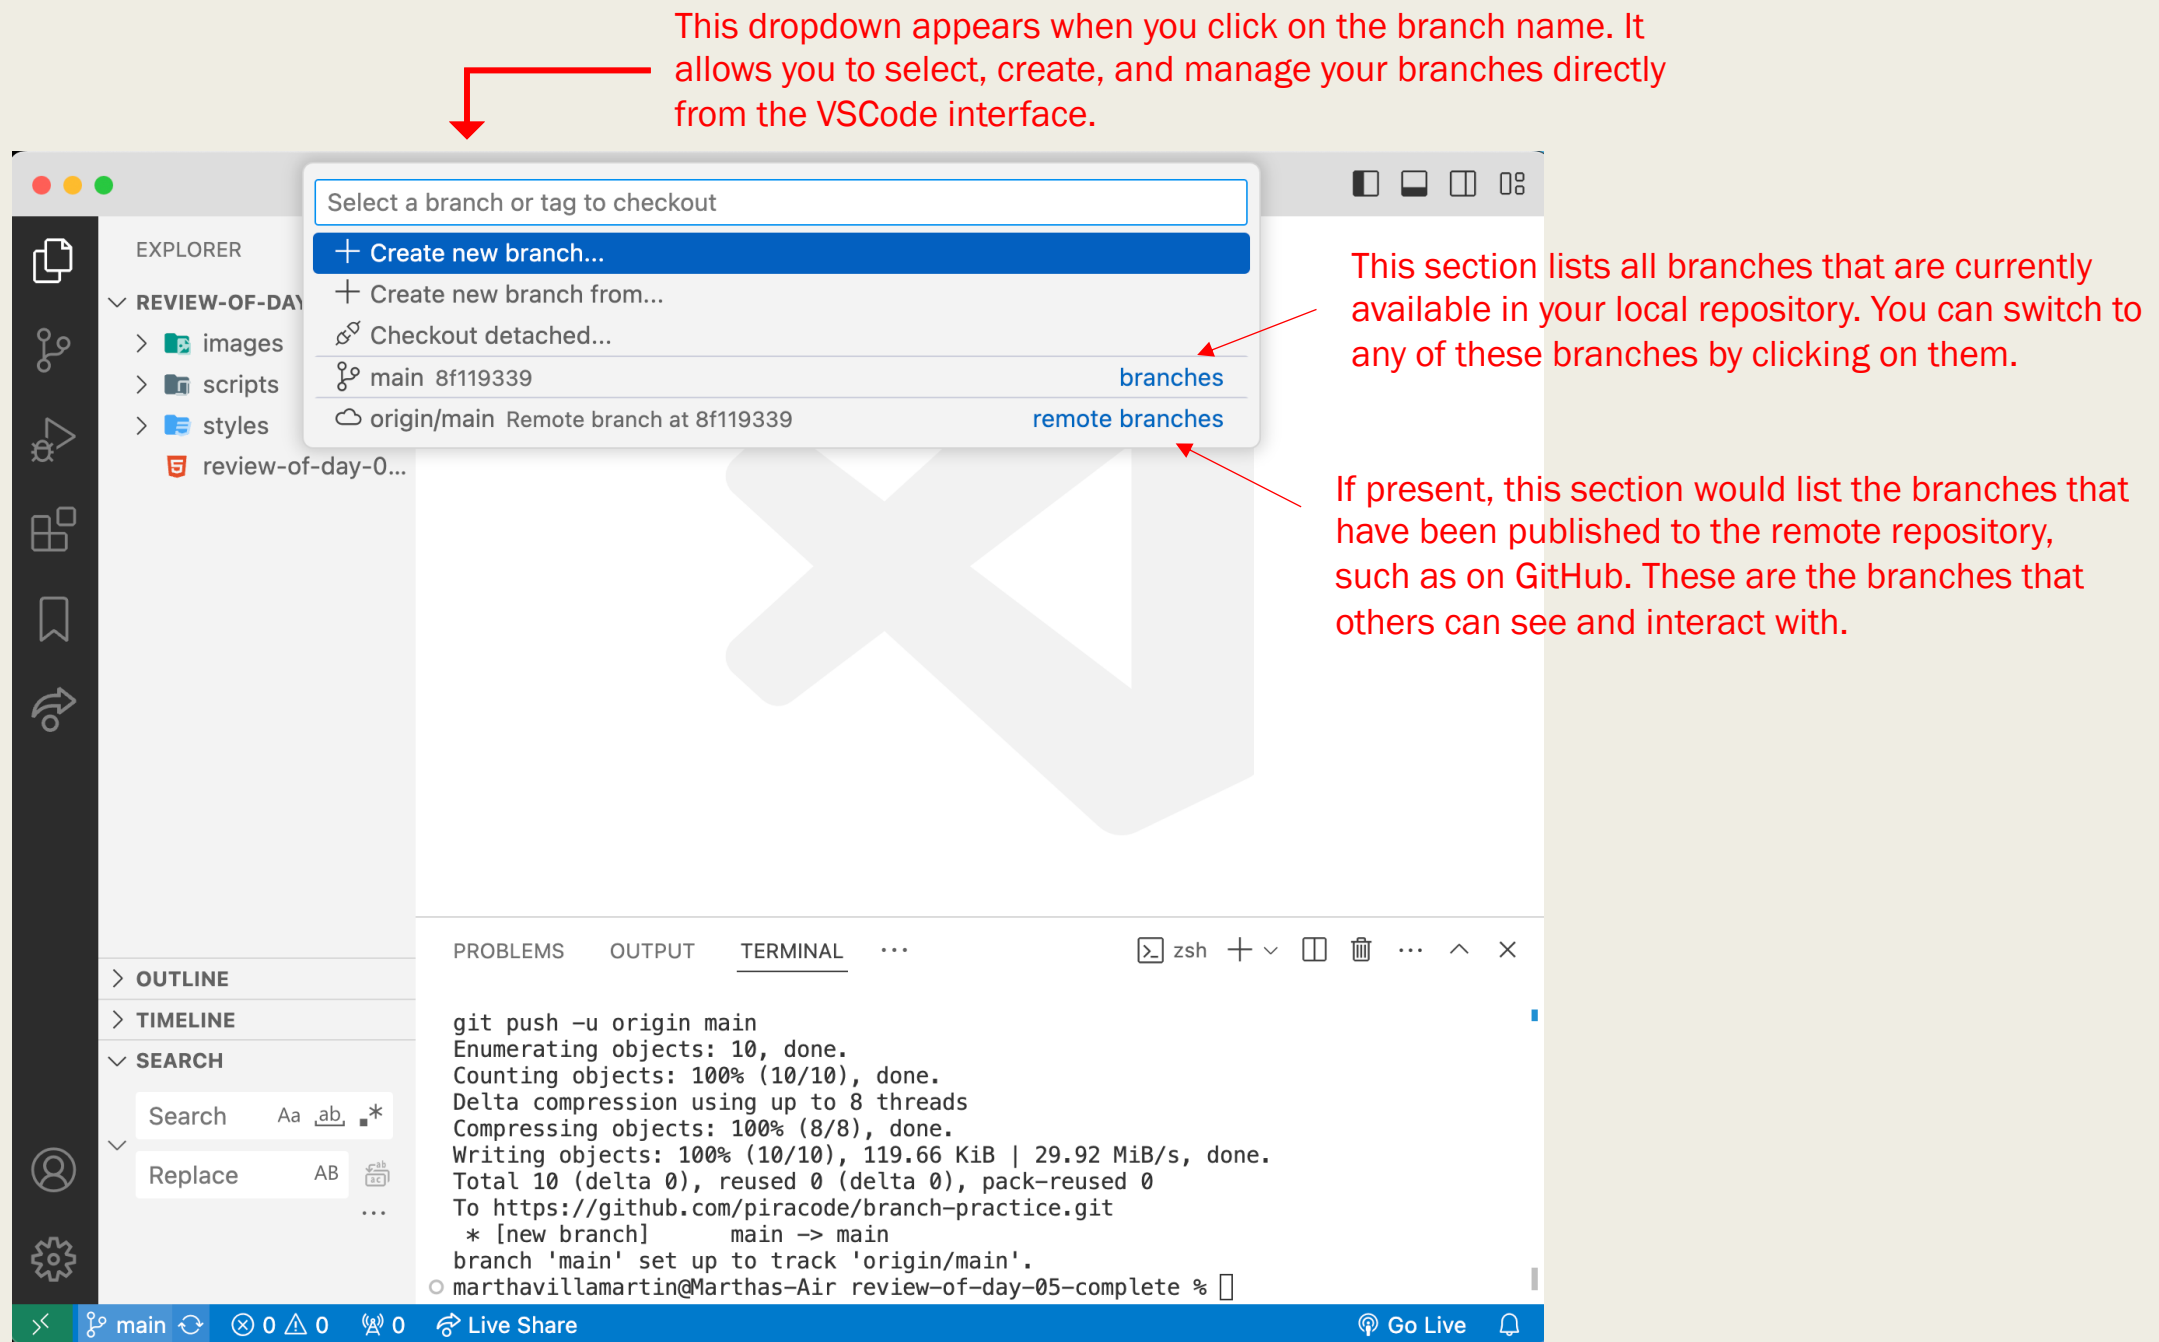 This dropdown appears when you click on the branch name. It
allows you to select, create, and manage your branches directly
from the VSCode interface.
Select a branch or tag to checkout
Create new branch...
Create new branch from...
Checkout detached...
main 8f119339 branches
origin/main Remote branch at 8f119339 remote branches
This section lists all branches that are currently
available in your local repository. You can switch to
any of these branches by clicking on them.
If present, this section would list the branches that
have been published to the remote repository,
such as on GitHub. These are the branches that
others can see and interact with.
EXPLORER
REVIEW-OF-DAY
images
scripts
styles
review-of-day-0...
OUTLINE
TIMELINE
SEARCH
Search Aa ab *
Replace AB
...
PROBLEMS OUTPUT TERMINAL ... zsh ...
git push -u origin main
Enumerating objects: 10, done.
Counting objects: 100% (10/10), done.
Delta compression using up to 8 threads
Compressing objects: 100% (8/8), done.
Writing objects: 100% (10/10), 119.66 KiB | 29.92 MiB/s, done.
Total 10 (delta 0), reused 0 (delta 0), pack-reused 0
To https://github.com/piracode/branch-practice.git
* [new branch] main -> main
branch 'main' set up to track 'origin/main'.
marthavillamartin@Marthas-Air review-of-day-05-complete %
main 0 0 0 Live Share Go Live